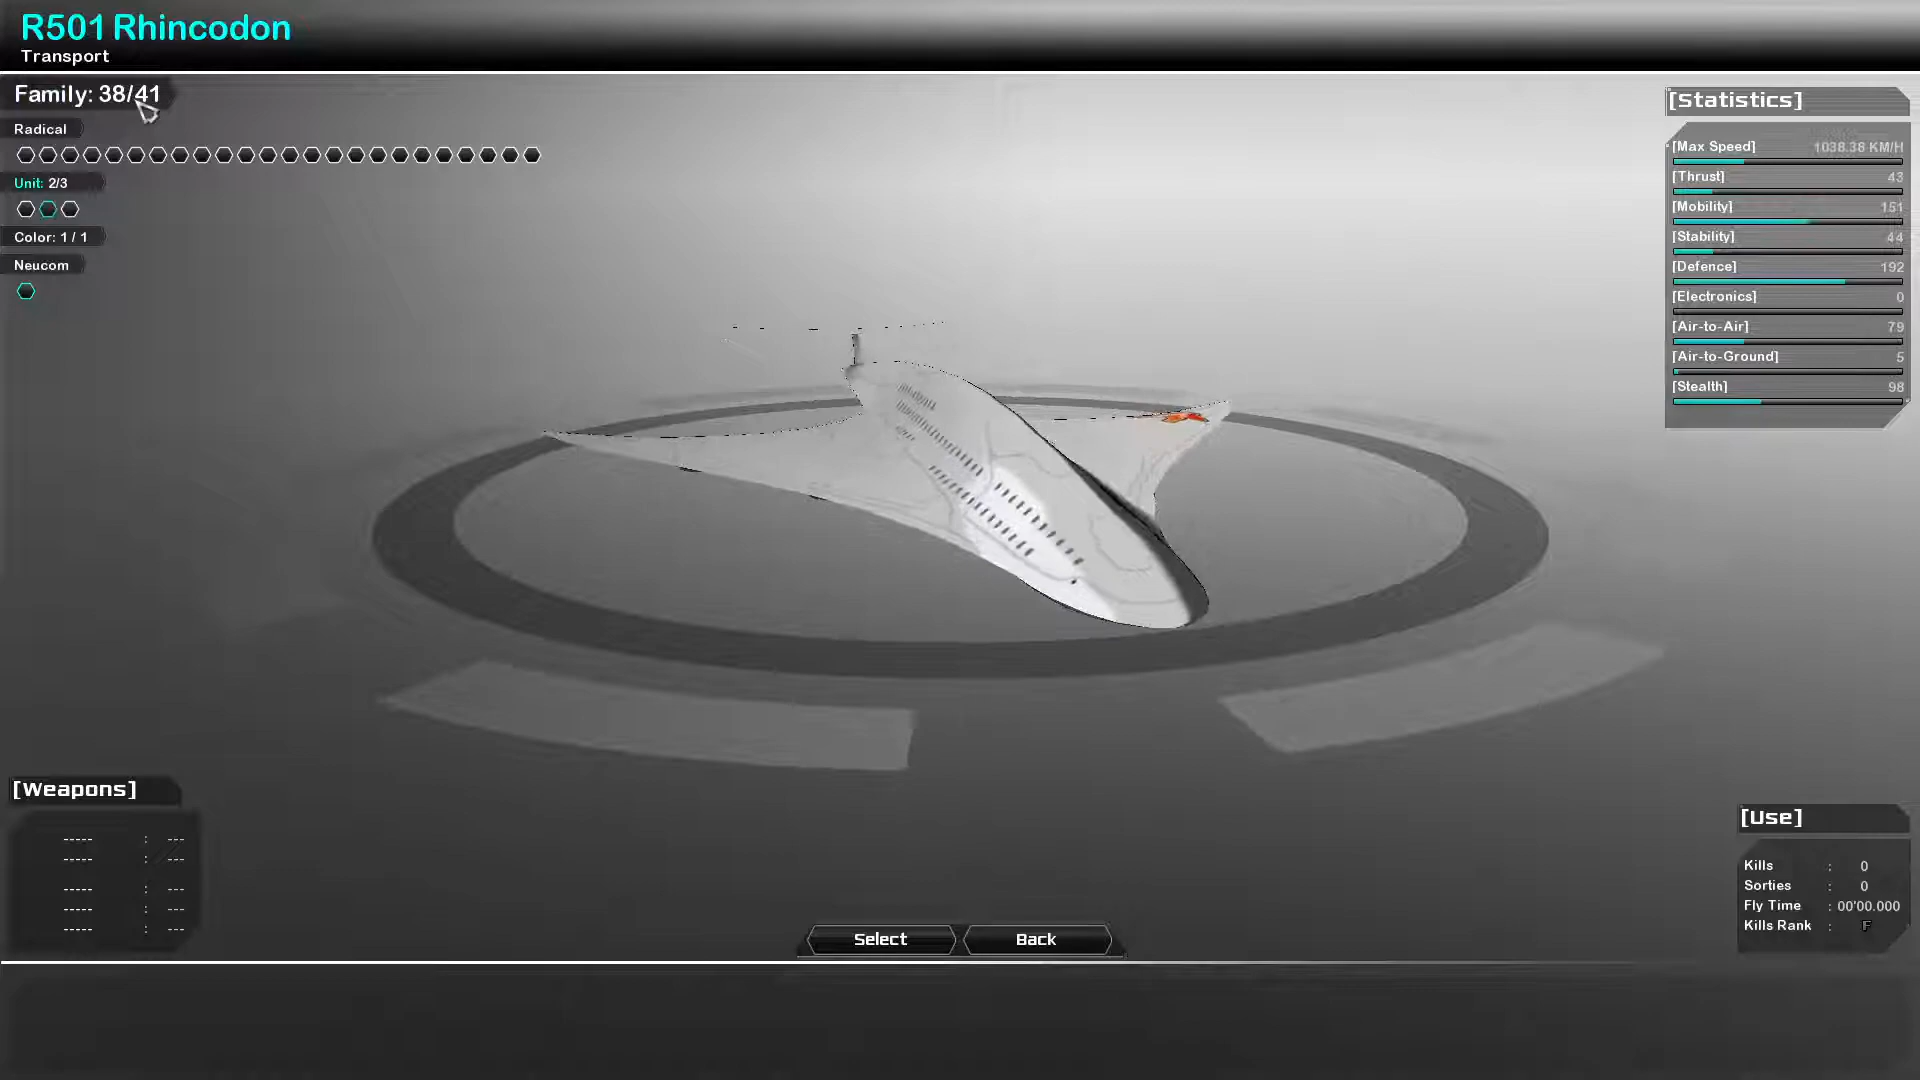 R501 Rhincodon
Transport
Family: 38/41
Radical
Unit: 2/3
Color: 1 / 1
Neucom
[Statistics]
[Max Speed] 1038.38 KM/H
[Thrust] 43
[Mobility] 151
[Stability] 44
[Defence] 192
[Electronics] 0
[Air-to-Air] 79
[Air-to-Ground] 5
[Stealth] 98
[Weapons]
----- : ---
----- : ---
----- : ---
----- : ---
----- : ---
[Use]
Kills : 0
Sorties : 0
Fly Time : 00'00.000
Kills Rank : F
Select
Back